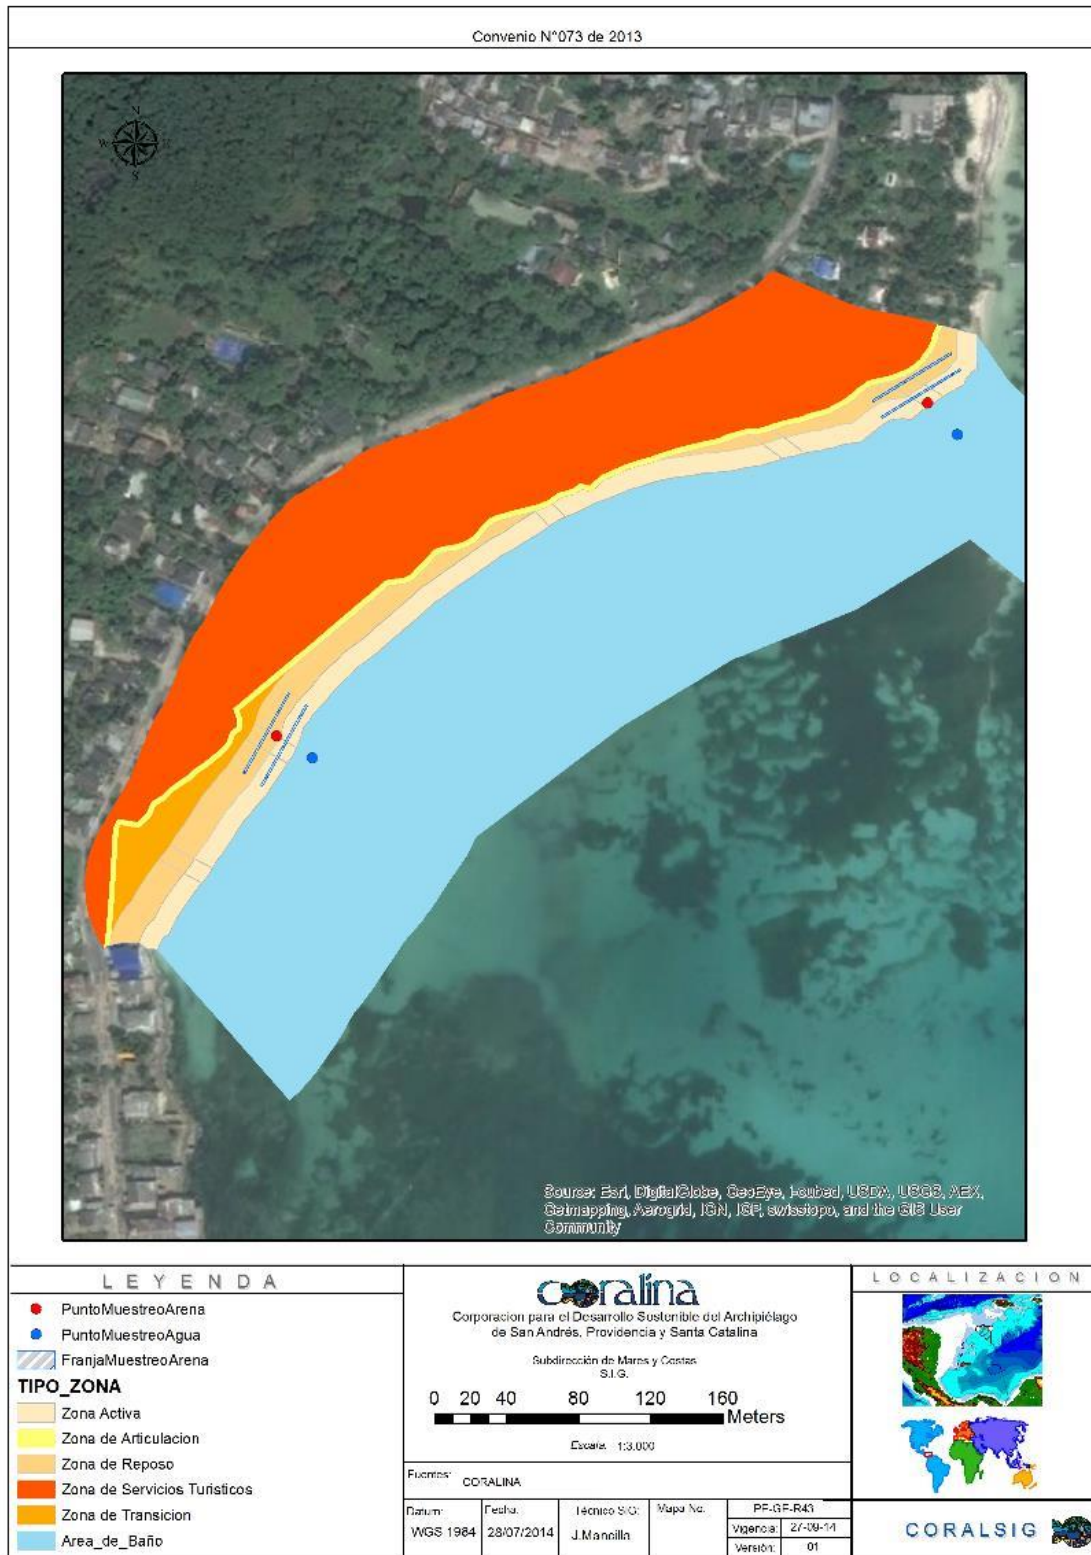 Convenio N°073 de 2013
N
W
S
Source: Esri, DigitalGlobe, GeoEye, i-cubed, USDA, USGS, AEX,
Getmapping, Aerogrid, IGN, IGP, swisstopo, and the GIS User
Community
LEYENDA
PuntoMuestreoArena
PuntoMuestreoAgua
FranjaMuestreoArena
TIPO_ZONA
Zona Activa
Zona de Articulacion
Zona de Reposo
Zona de Servicios Turisticos
Zona de Transicion
Area_de_Baño
coralina
Corporacion para el Desarrollo Sostenible del Archipiélago
de San Andrés, Providencia y Santa Catalina
Subdirección de Mares y Costas
S.I.G.
0 20 40 80 120 160
Meters
Escala 1:3.000
Fuentes: CORALINA
Datum: WGS 1984
Fecha: 28/07/2014
Técnico SIG: J.Mancilla
Mapa No.
PF-GF-R43
Vigencia: 27-09-14
Versión: 01
LOCALIZACION
CORALSIG